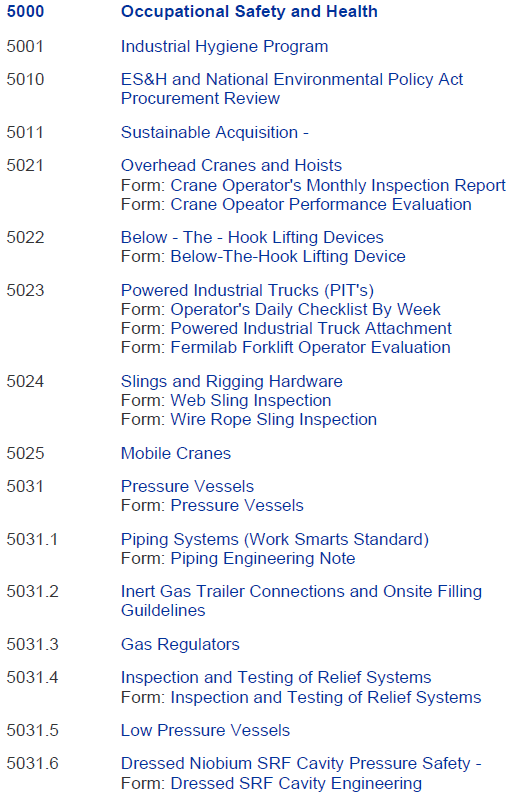 5000 Occupational Safety and Health
5001 Industrial Hygiene Program
5010 ES&H and National Environmental Policy Act
Procurement Review
5011 Sustainable Acquisition -
5021 Overhead Cranes and Hoists
Form: Crane Operator's Monthly Inspection Report
Form: Crane Opeator Performance Evaluation
5022 Below - The - Hook Lifting Devices
Form: Below-The-Hook Lifting Device
5023 Powered Industrial Trucks (PIT's)
Form: Operator's Daily Checklist By Week
Form: Powered Industrial Truck Attachment
Form: Fermilab Forklift Operator Evaluation
5024 Slings and Rigging Hardware
Form: Web Sling Inspection
Form: Wire Rope Sling Inspection
5025 Mobile Cranes
5031 Pressure Vessels
Form: Pressure Vessels
5031.1 Piping Systems (Work Smarts Standard)
Form: Piping Engineering Note
5031.2 Inert Gas Trailer Connections and Onsite Filling
Guildelines
5031.3 Gas Regulators
5031.4 Inspection and Testing of Relief Systems
Form: Inspection and Testing of Relief Systems
5031.5 Low Pressure Vessels
5031.6 Dressed Niobium SRF Cavity Pressure Safety -
Form: Dressed SRF Cavity Engineering